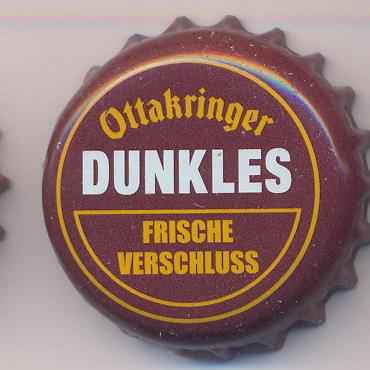 Ottakringer
DUNKLES
FRISCHE
VERSCHLUSS